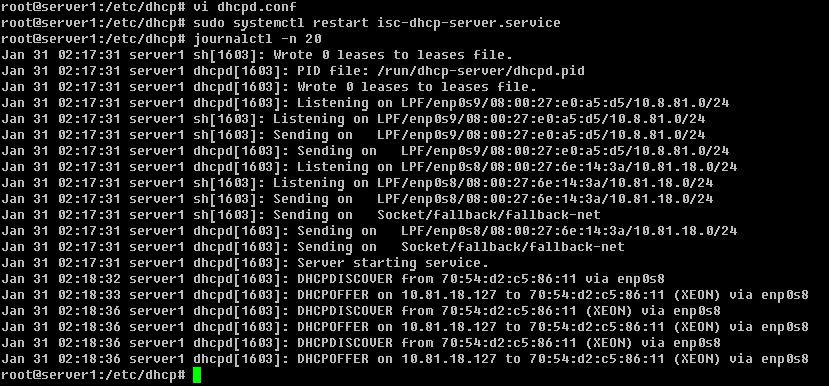 root@server1:/etc/dhcp# vi dhcpd.conf
root@server1:/etc/dhcp# sudo systemctl restart isc-dhcp-server.service
root@server1:/etc/dhcp# journalctl -n 20
Jan 31 02:17:31 server1 sh[1603]: Wrote 0 leases to leases file.
Jan 31 02:17:31 server1 dhcpd[1603]: PID file: /run/dhcp-server/dhcpd.pid
Jan 31 02:17:31 server1 dhcpd[1603]: Wrote 0 leases to leases file.
Jan 31 02:17:31 server1 dhcpd[1603]: Listening on LPF/enp0s9/08:00:27:e0:a5:d5/10.8.81.0/24
Jan 31 02:17:31 server1 sh[1603]: Listening on LPF/enp0s9/08:00:27:e0:a5:d5/10.8.81.0/24
Jan 31 02:17:31 server1 sh[1603]: Sending on   LPF/enp0s9/08:00:27:e0:a5:d5/10.8.81.0/24
Jan 31 02:17:31 server1 dhcpd[1603]: Sending on   LPF/enp0s9/08:00:27:e0:a5:d5/10.8.81.0/24
Jan 31 02:17:31 server1 dhcpd[1603]: Listening on LPF/enp0s8/08:00:27:6e:14:3a/10.81.18.0/24
Jan 31 02:17:31 server1 sh[1603]: Listening on LPF/enp0s8/08:00:27:6e:14:3a/10.81.18.0/24
Jan 31 02:17:31 server1 sh[1603]: Sending on   LPF/enp0s8/08:00:27:6e:14:3a/10.81.18.0/24
Jan 31 02:17:31 server1 sh[1603]: Sending on   Socket/fallback/fallback-net
Jan 31 02:17:31 server1 dhcpd[1603]: Sending on   LPF/enp0s8/08:00:27:6e:14:3a/10.81.18.0/24
Jan 31 02:17:31 server1 dhcpd[1603]: Sending on   Socket/fallback/fallback-net
Jan 31 02:17:31 server1 dhcpd[1603]: Server starting service.
Jan 31 02:18:32 server1 dhcpd[1603]: DHCPDISCOVER from 70:54:d2:c5:86:11 via enp0s8
Jan 31 02:18:33 server1 dhcpd[1603]: DHCPOFFER on 10.81.18.127 to 70:54:d2:c5:86:11 (XEON) via enp0s8
Jan 31 02:18:36 server1 dhcpd[1603]: DHCPDISCOVER from 70:54:d2:c5:86:11 (XEON) via enp0s8
Jan 31 02:18:36 server1 dhcpd[1603]: DHCPOFFER on 10.81.18.127 to 70:54:d2:c5:86:11 (XEON) via enp0s8
Jan 31 02:18:36 server1 dhcpd[1603]: DHCPDISCOVER from 70:54:d2:c5:86:11 (XEON) via enp0s8
Jan 31 02:18:36 server1 dhcpd[1603]: DHCPOFFER on 10.81.18.127 to 70:54:d2:c5:86:11 (XEON) via enp0s8
root@server1:/etc/dhcp#